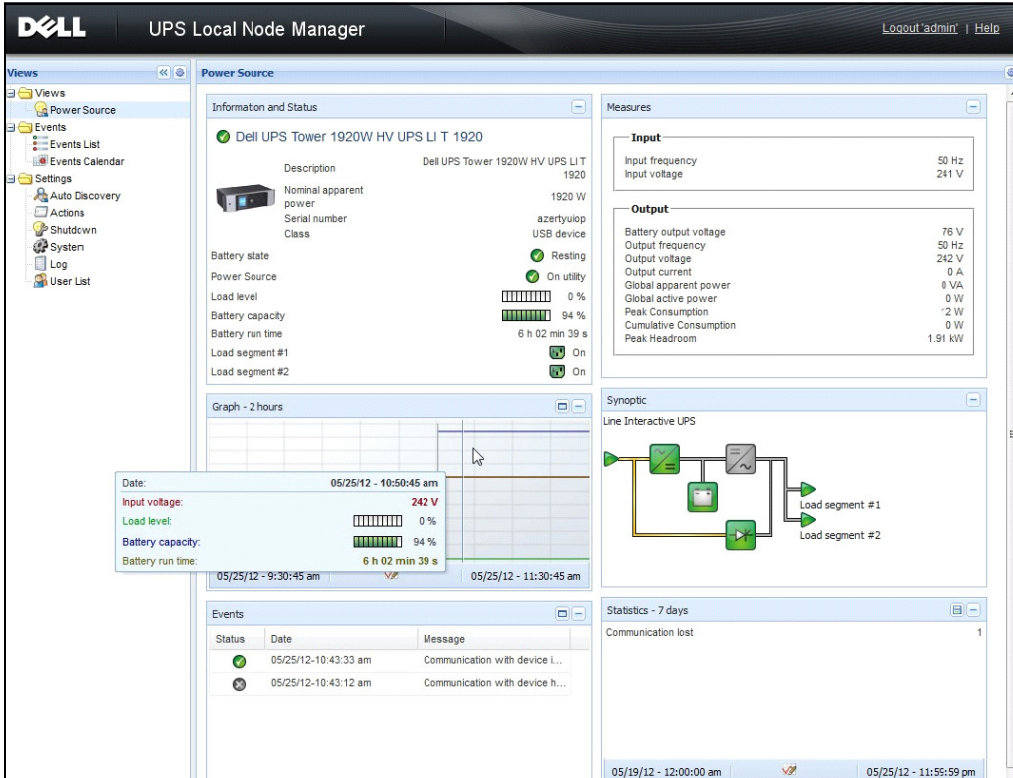 DELL UPS Local Node Manager Logout 'admin' | Help
Views
Views
Power Source
Events
Events List
Events Calendar
Settings
Auto Discovery
Actions
Shutdown
System
Log
User List
Power Source
Informaton and Status
Dell UPS Tower 1920W HV UPS LI T 1920
Description Dell UPS Tower 1920W HV UPS LI T
1920
Nominal apparent
power 1920 W
Serial number azertyuiop
Class USB device
Battery state Resting
Power Source On utility
Load level 0 %
Battery capacity 94 %
Battery run time 6 h 02 min 39 s
Load segment #1 On
Load segment #2 On
Measures
Input
Input frequency 50 Hz
Input voltage 241 V
Output
Battery output voltage 76 V
Output frequency 50 Hz
Output voltage 242 V
Output current 0 A
Global apparent power 0 VA
Global active power 0 W
Peak Consumption 2 W
Cumulative Consumption 0 W
Peak Headroom 1.91 kW
Graph - 2 hours
Date: 05/25/12 - 10:50:45 am
Input voltage: 242 V
Load level: 0 %
Battery capacity: 94 %
Battery run time: 6 h 02 min 39 s
05/25/12 - 9:30:45 am 05/25/12 - 11:30:45 am
Synoptic
Line Interactive UPS
Load segment #1
Load segment #2
Events
Status Date Message
05/25/12-10:43:33 am Communication with device i...
05/25/12-10:43:12 am Communication with device h...
Statistics - 7 days
Communication lost 1
05/19/12 - 12:00:00 am 05/25/12 - 11:59:59 pm